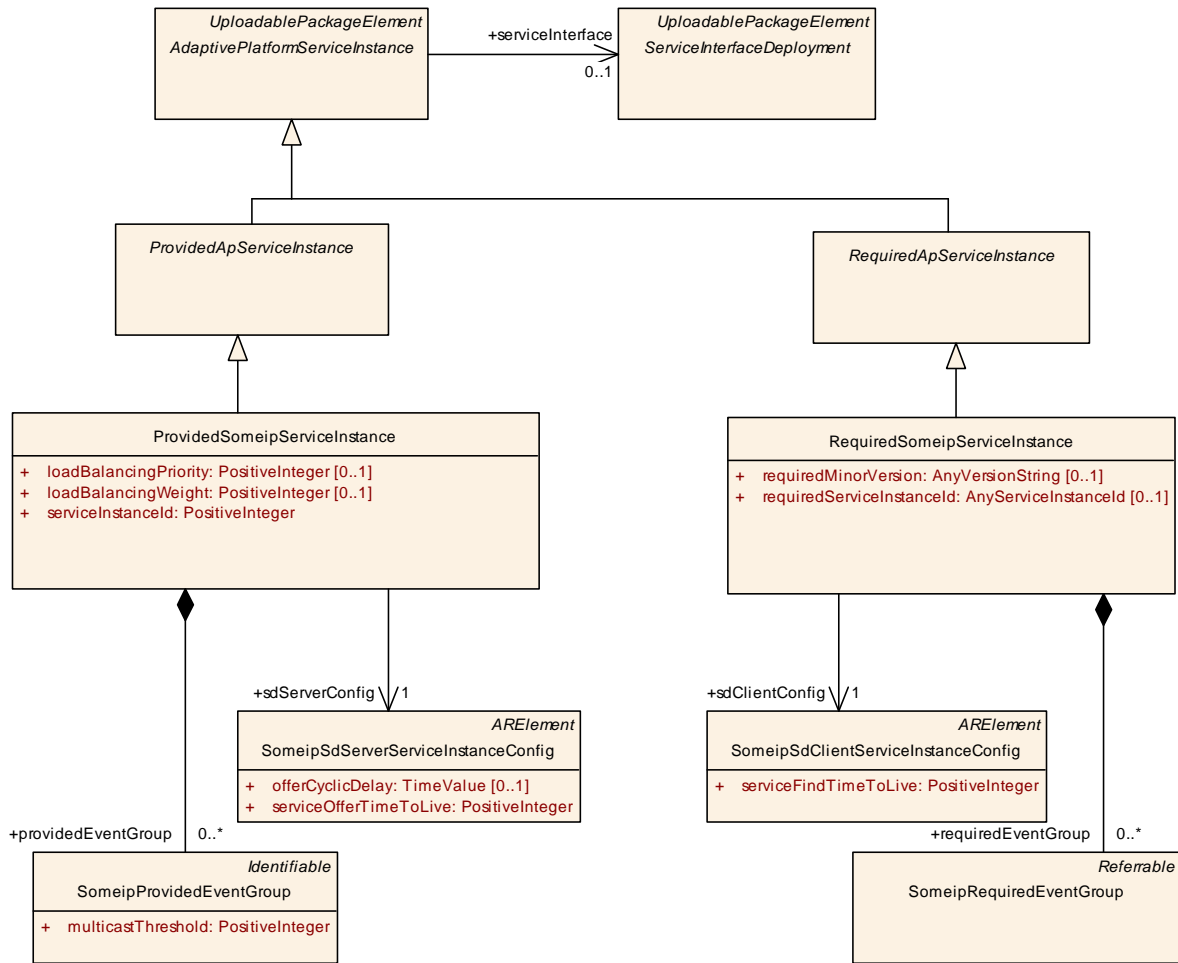 UploadablePackageElement
AdaptivePlatformServiceInstance
+serviceInterface
0..1
UploadablePackageElement
ServiceInterfaceDeployment
ProvidedApServiceInstance
RequiredApServiceInstance
ProvidedSomeipServiceInstance
+ loadBalancingPriority: PositiveInteger [0..1]
+ loadBalancingWeight: PositiveInteger [0..1]
+ serviceInstanceId: PositiveInteger
RequiredSomeipServiceInstance
+ requiredMinorVersion: AnyVersionString [0..1]
+ requiredServiceInstanceId: AnyServiceInstanceId [0..1]
+sdServerConfig 1
+sdClientConfig 1
ARElement
SomeipSdServerServiceInstanceConfig
+ offerCyclicDelay: TimeValue [0..1]
+ serviceOfferTimeToLive: PositiveInteger
ARElement
SomeipSdClientServiceInstanceConfig
+ serviceFindTimeToLive: PositiveInteger
+providedEventGroup 0..*
+requiredEventGroup 0..*
Identifiable
SomeipProvidedEventGroup
+ multicastThreshold: PositiveInteger
Referrable
SomeipRequiredEventGroup